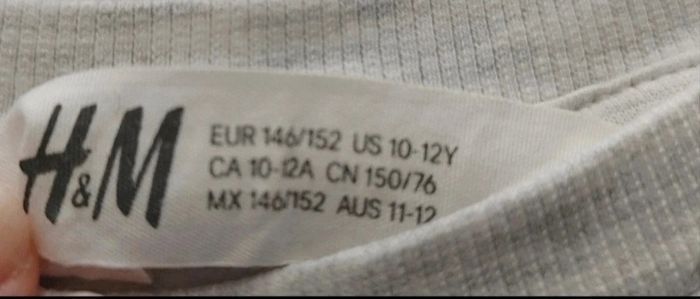 H&M
EUR 146/152 US 10-12Y
CA 10-12A CN 150/76
MX 146/152 AUS 11-12